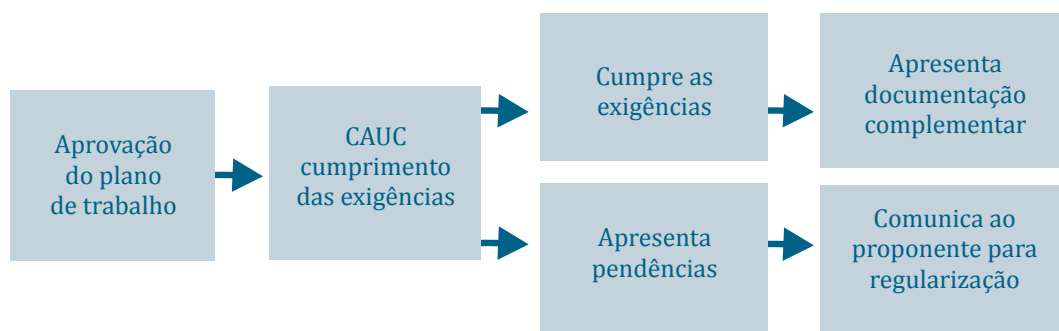 Aprovação
do plano
de trabalho
CAUC
cumprimento
das exigências
Cumpre as
exigências
Apresenta
documentação
complementar
Apresenta
pendências
Comunica ao
proponente para
regularização